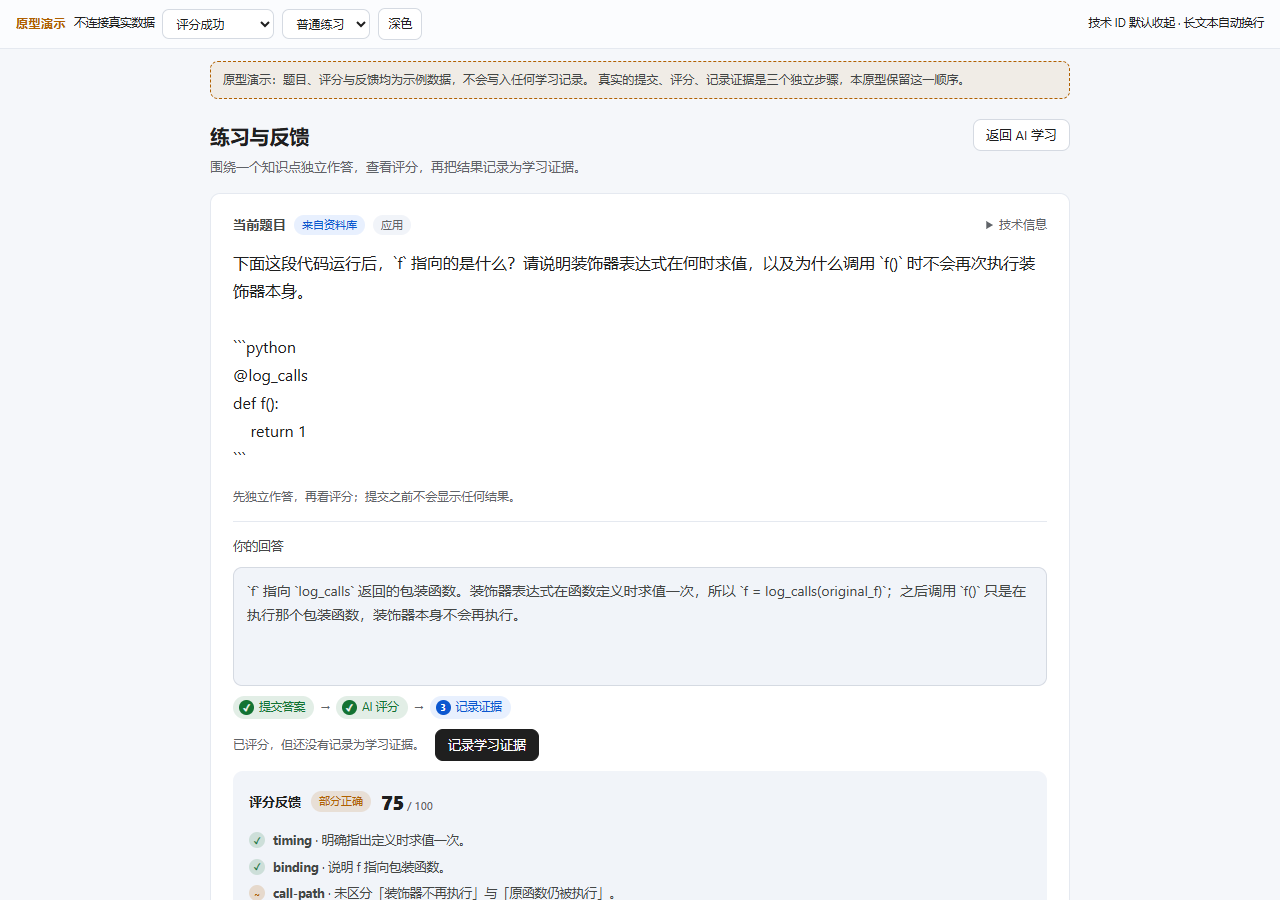 原型演示 不连接真实数据 评分成功 普通练习 深色 技术 ID 默认收起 · 长文本自动换行
原型演示：题目、评分与反馈均为示例数据，不会写入任何学习记录。 真实的提交、评分、记录证据是三个独立步骤，本原型保留这一顺序。
练习与反馈 返回 AI 学习
围绕一个知识点独立作答，查看评分，再把结果记录为学习证据。
当前题目 来自资料库 应用 ▶ 技术信息
下面这段代码运行后，`f` 指向的是什么？请说明装饰器表达式在何时求值，以及为什么调用 `f()` 时不会再次执行装
饰器本身。
```python
@log_calls
def f():
    return 1
```
先独立作答，再看评分；提交之前不会显示任何结果。
你的回答
`f` 指向 `log_calls` 返回的包装函数。装饰器表达式在函数定义时求值一次，所以 `f = log_calls(original_f)`；之后调用 `f()` 只是在
执行那个包装函数，装饰器本身不会再执行。
✓ 提交答案 → ✓ AI 评分 → 3 记录证据
已评分，但还没有记录为学习证据。 记录学习证据
评分反馈 部分正确 75 / 100
✓ timing · 明确指出定义时求值一次。
✓ binding · 说明 f 指向包装函数。
~ call-path · 未区分「装饰器不再执行」与「原函数仍被执行」。